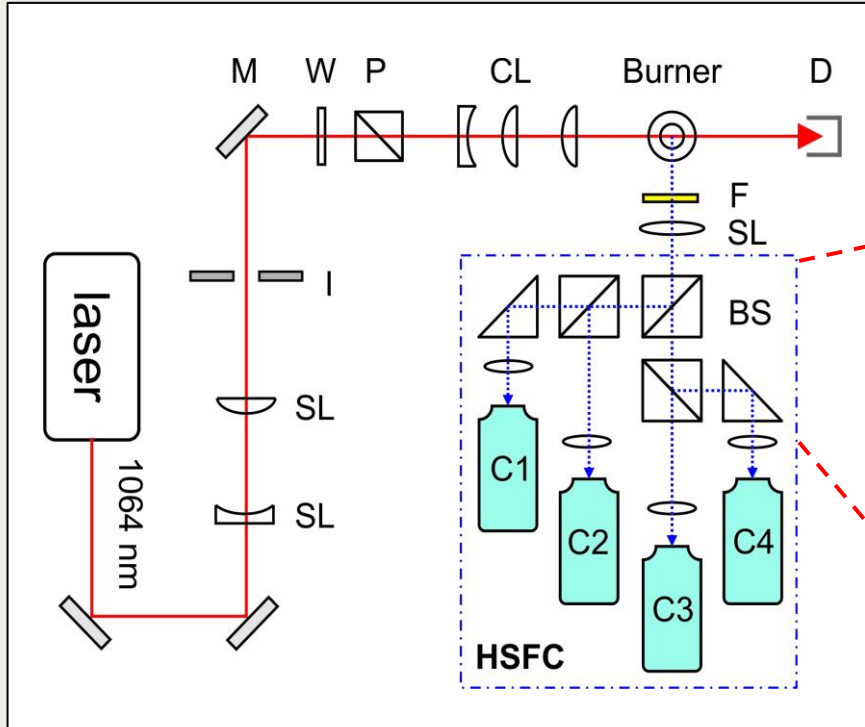 M W P CL Burner D
F
SL
laser
I
BS
SL
1064 nm
SL
C1
C2
C3
C4
HSFC